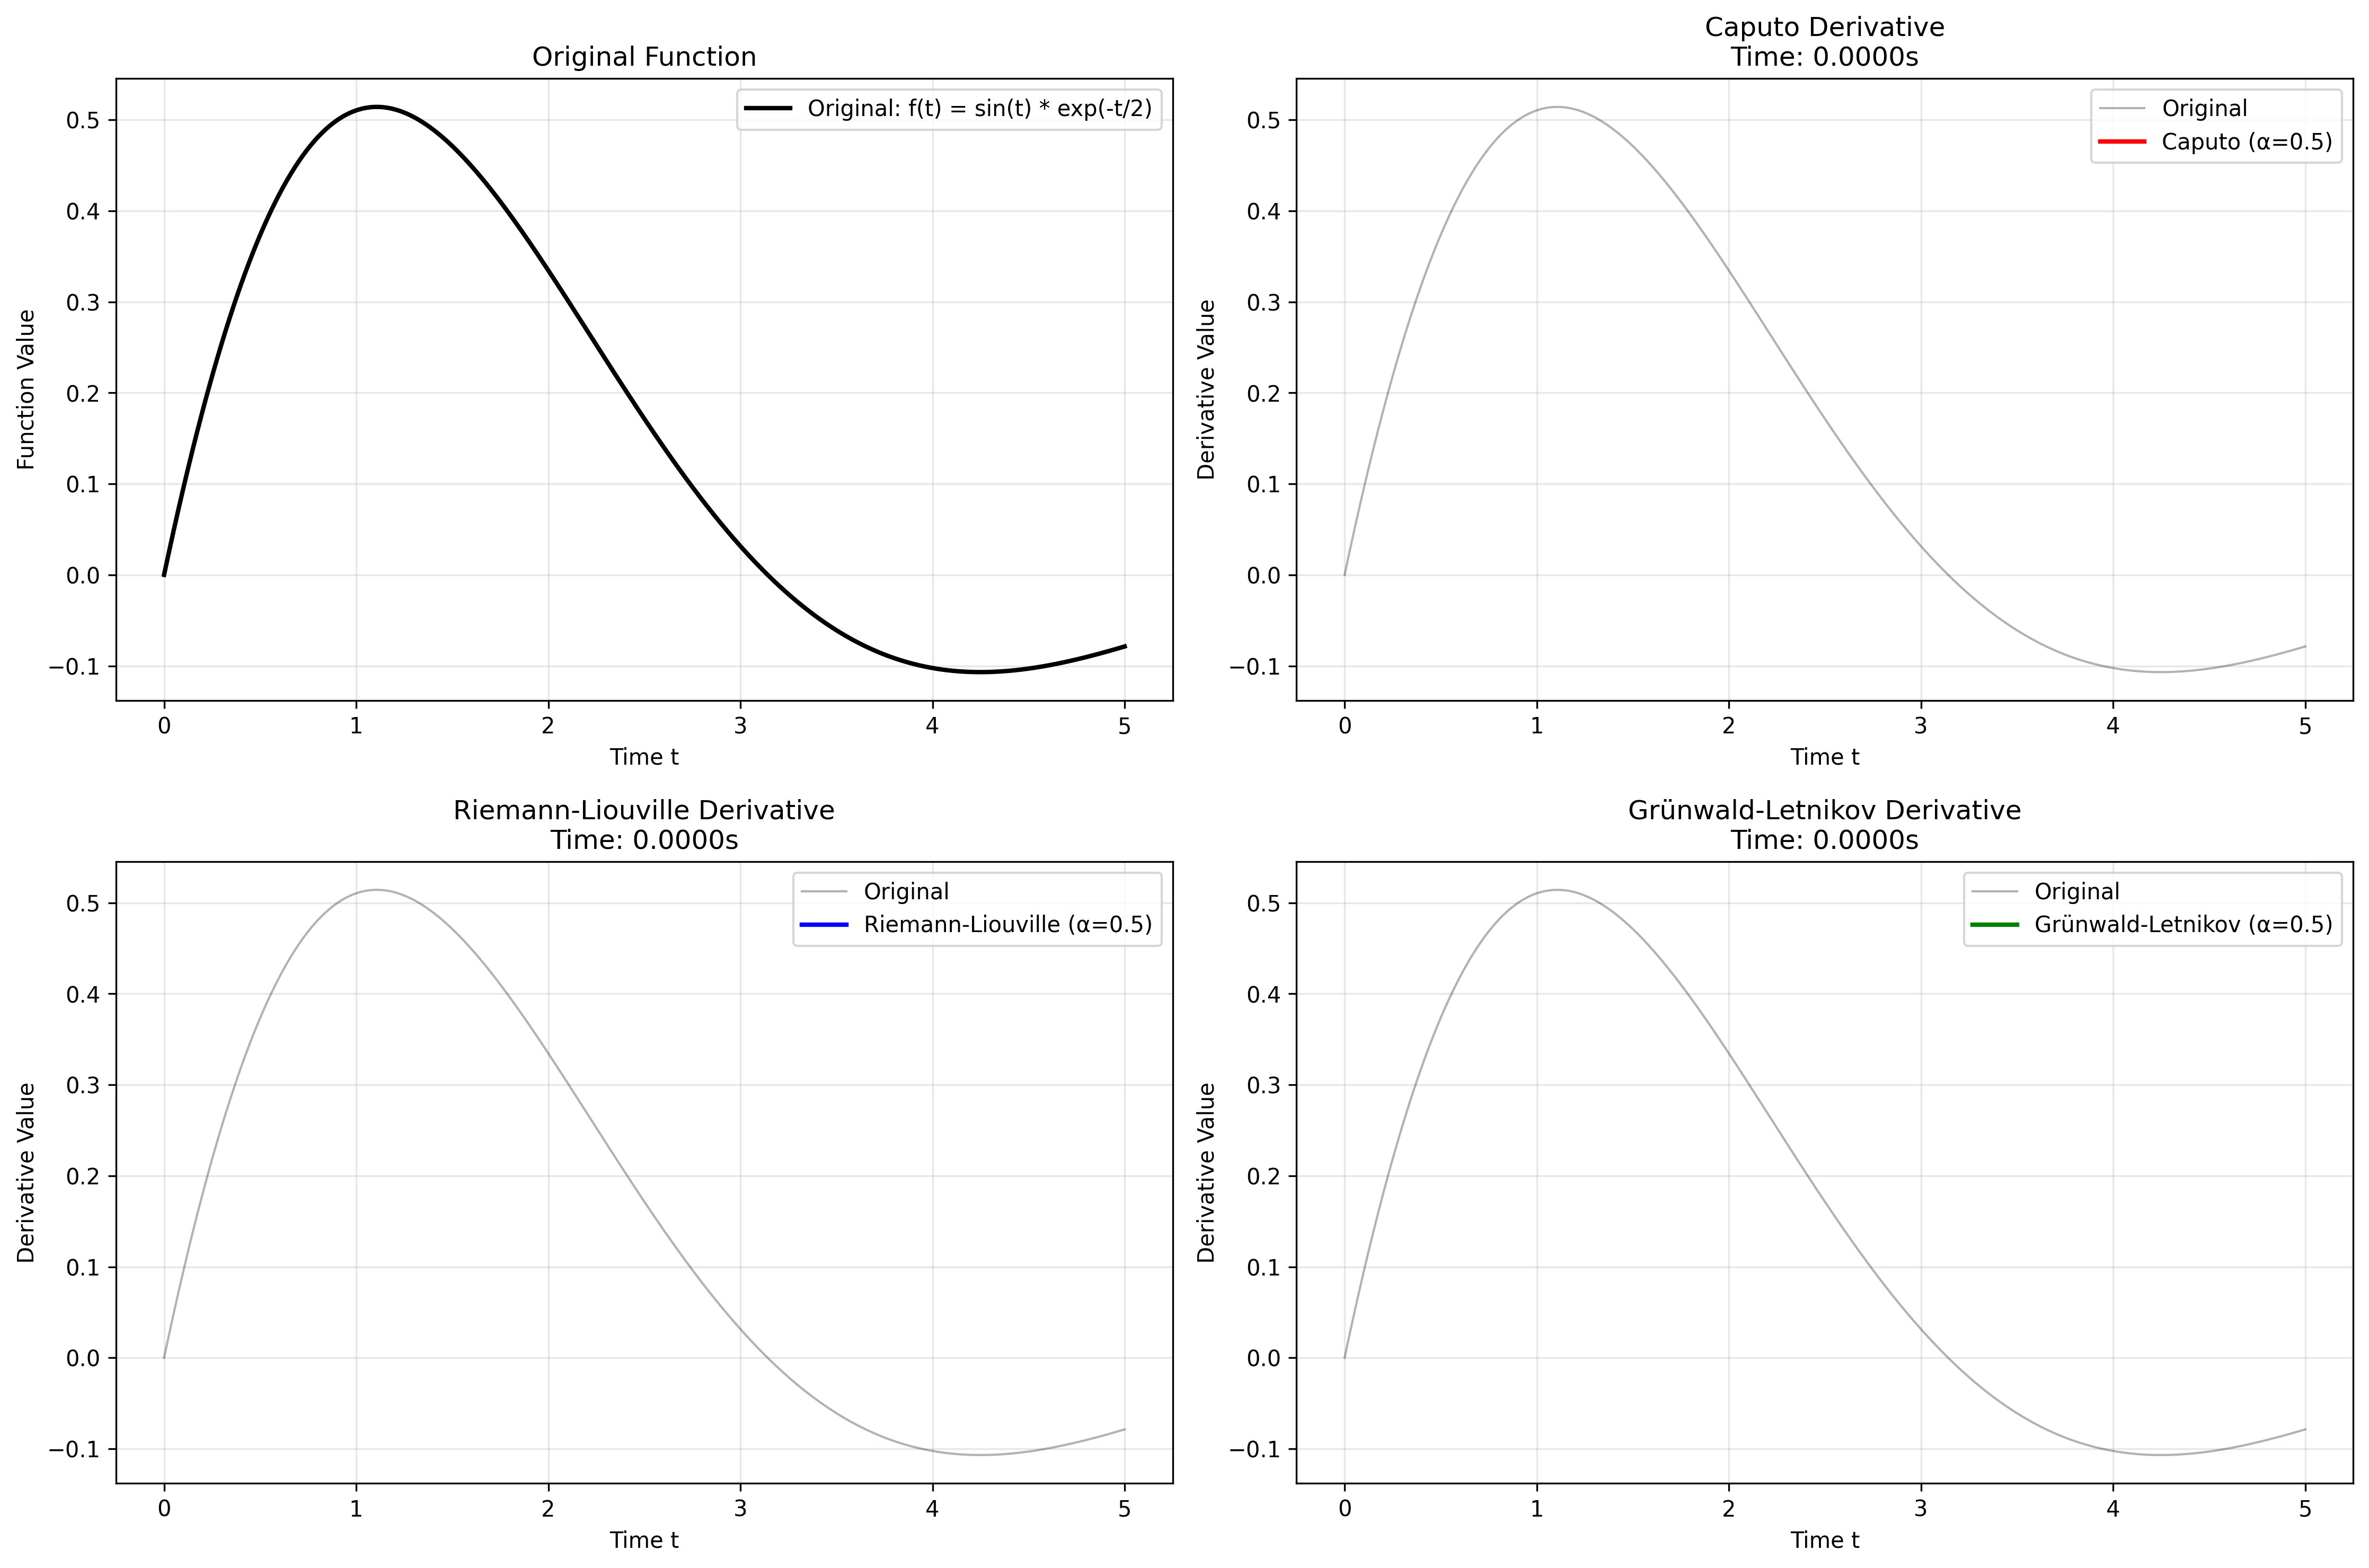 Original Function
Original: f(t) = sin(t) * exp(-t/2)
Function Value
0.5
0.4
0.3
0.2
0.1
0.0
−0.1
0 1 2 3 4 5
Time t
Caputo Derivative
Time: 0.0000s
Original
Caputo (α=0.5)
Derivative Value
0.5
0.4
0.3
0.2
0.1
0.0
−0.1
0 1 2 3 4 5
Time t
Riemann-Liouville Derivative
Time: 0.0000s
Original
Riemann-Liouville (α=0.5)
Derivative Value
0.5
0.4
0.3
0.2
0.1
0.0
−0.1
0 1 2 3 4 5
Time t
Grünwald-Letnikov Derivative
Time: 0.0000s
Original
Grünwald-Letnikov (α=0.5)
Derivative Value
0.5
0.4
0.3
0.2
0.1
0.0
−0.1
0 1 2 3 4 5
Time t